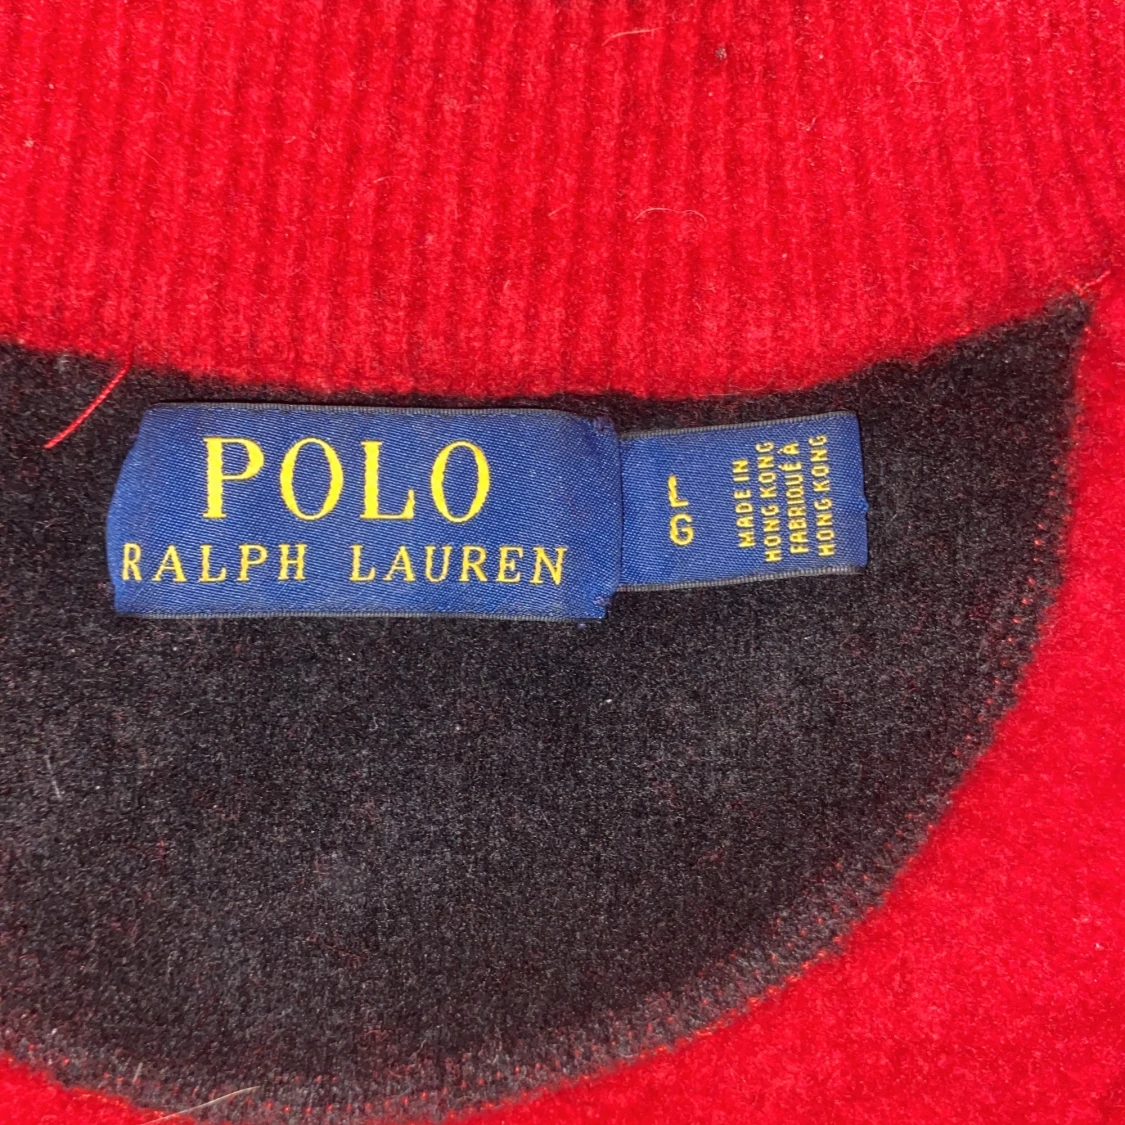 POLO
RALPH LAUREN
L
G
MADE IN
HONG KONG
FABRIQUÉ À
HONG KONG